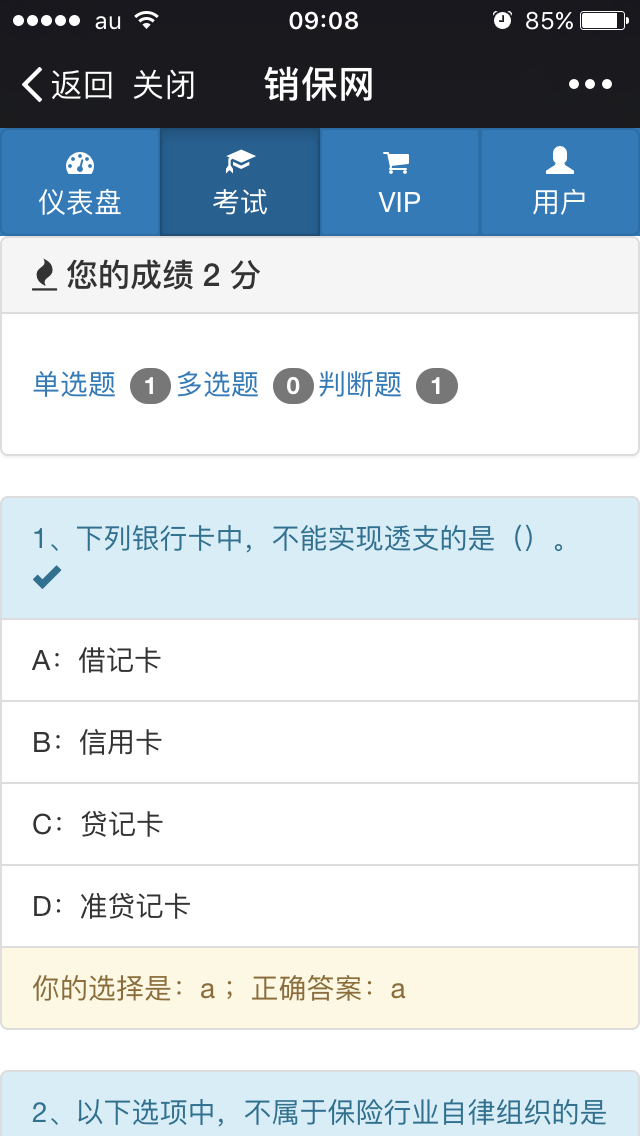 au 09:08 85%
返回 关闭 销保网
仪表盘 考试 VIP 用户
您的成绩 2 分
单选题 1 多选题 0 判断题 1
1、下列银行卡中，不能实现透支的是（）。
A：借记卡
B：信用卡
C：贷记卡
D：准贷记卡
你的选择是：a ；正确答案：a
2、以下选项中，不属于保险行业自律组织的是